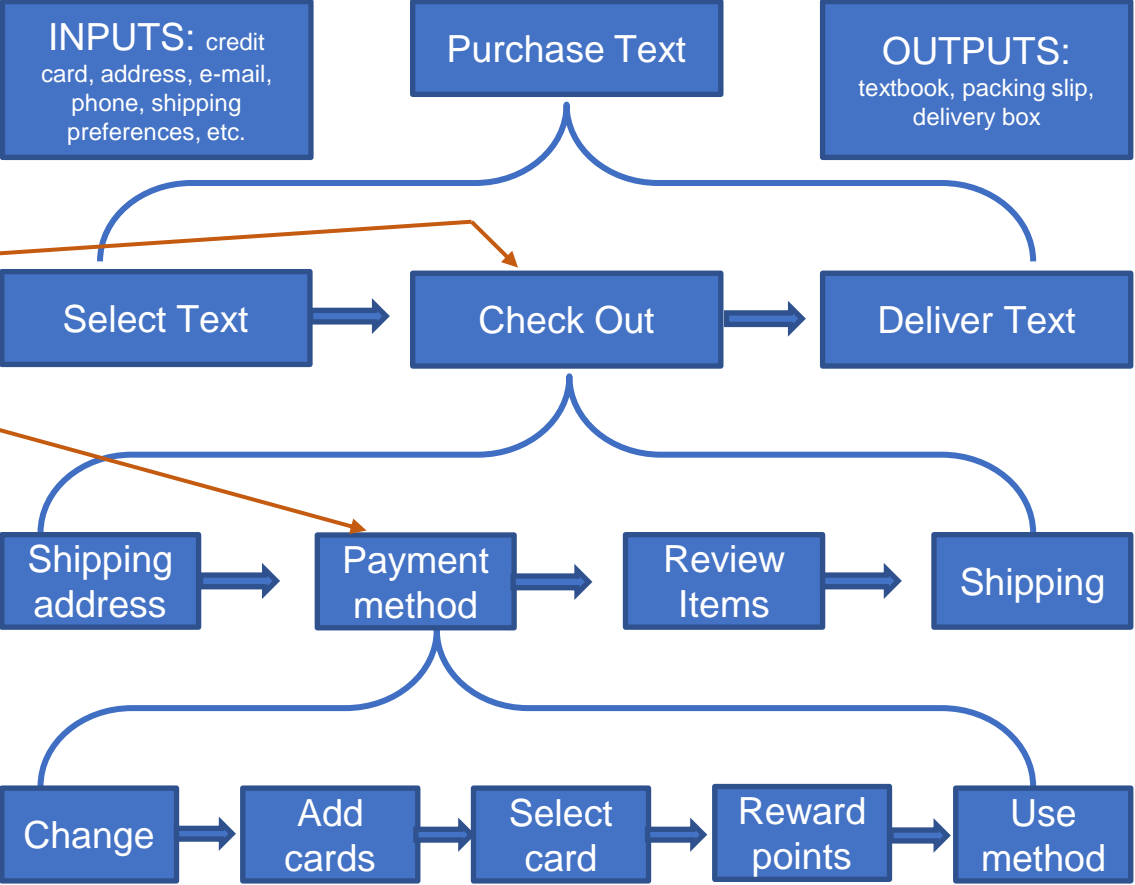 INPUTS: credit
card, address, e-mail,
phone, shipping
preferences, etc.
Purchase Text
OUTPUTS:
textbook, packing slip,
delivery box
Select Text
Check Out
Deliver Text
Shipping
address
Payment
method
Review
Items
Shipping
Change
Add
cards
Select
card
Reward
points
Use
method